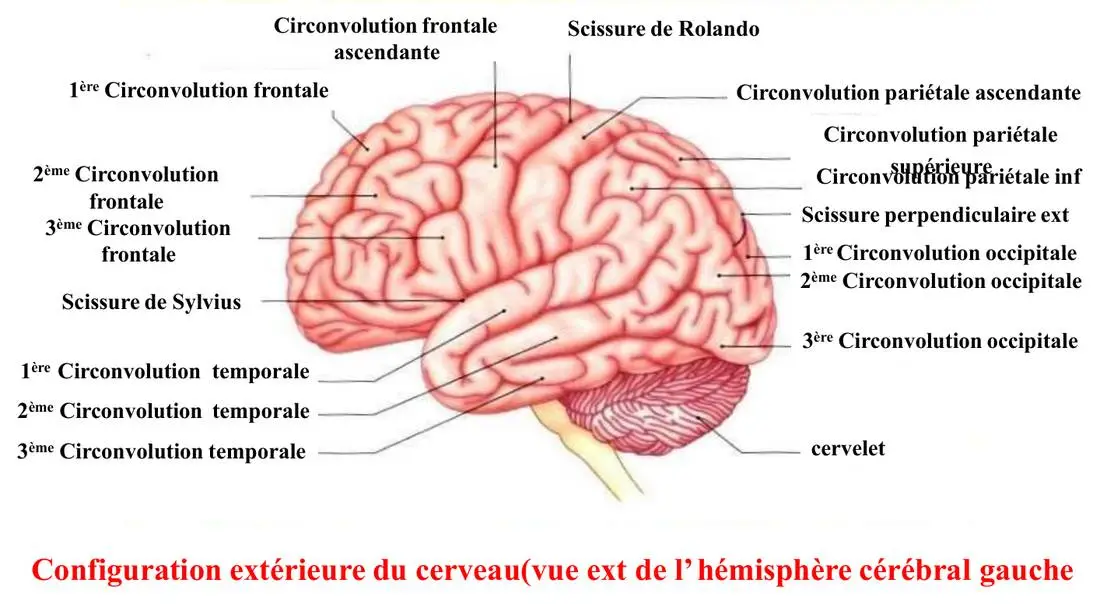 Circonvolution frontale
ascendante
Scissure de Rolando
1ère Circonvolution frontale
Circonvolution pariétale ascendante
Circonvolution pariétale
supérieure
2ème Circonvolution
frontale
Circonvolution pariétale inf
3ème Circonvolution
frontale
Scissure perpendiculaire ext
1ère Circonvolution occipitale
2ème Circonvolution occipitale
Scissure de Sylvius
3ère Circonvolution occipitale
1ère Circonvolution temporale
2ème Circonvolution temporale
3ème Circonvolution temporale
cervelet
Configuration extérieure du cerveau(vue ext de l’ hémisphère cérébral gauche